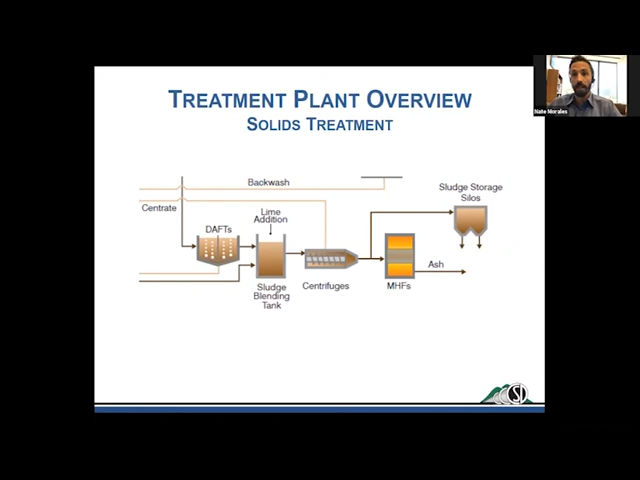 TREATMENT PLANT OVERVIEW
SOLIDS TREATMENT
Nate Morales
Backwash
Sludge Storage
Silos
Centrate
Lime
Addition
DAFTs
Ash
Sludge
Blending
Tank
Centrifuges
MHFs
CSD